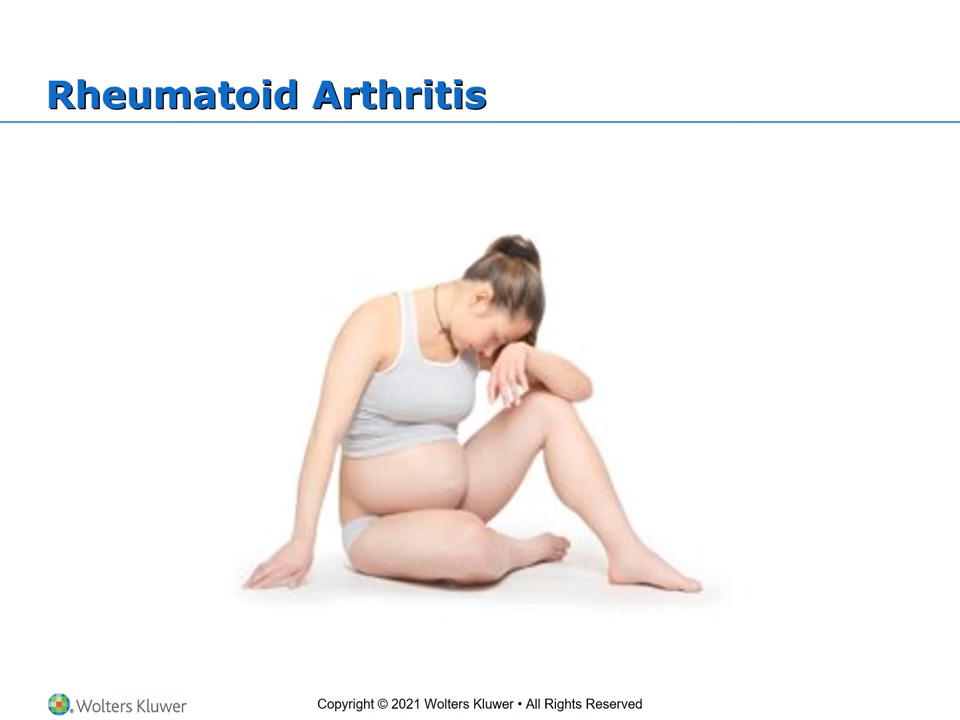 Rheumatoid Arthritis
Wolters Kluwer
Copyright © 2021 Wolters Kluwer • All Rights Reserved